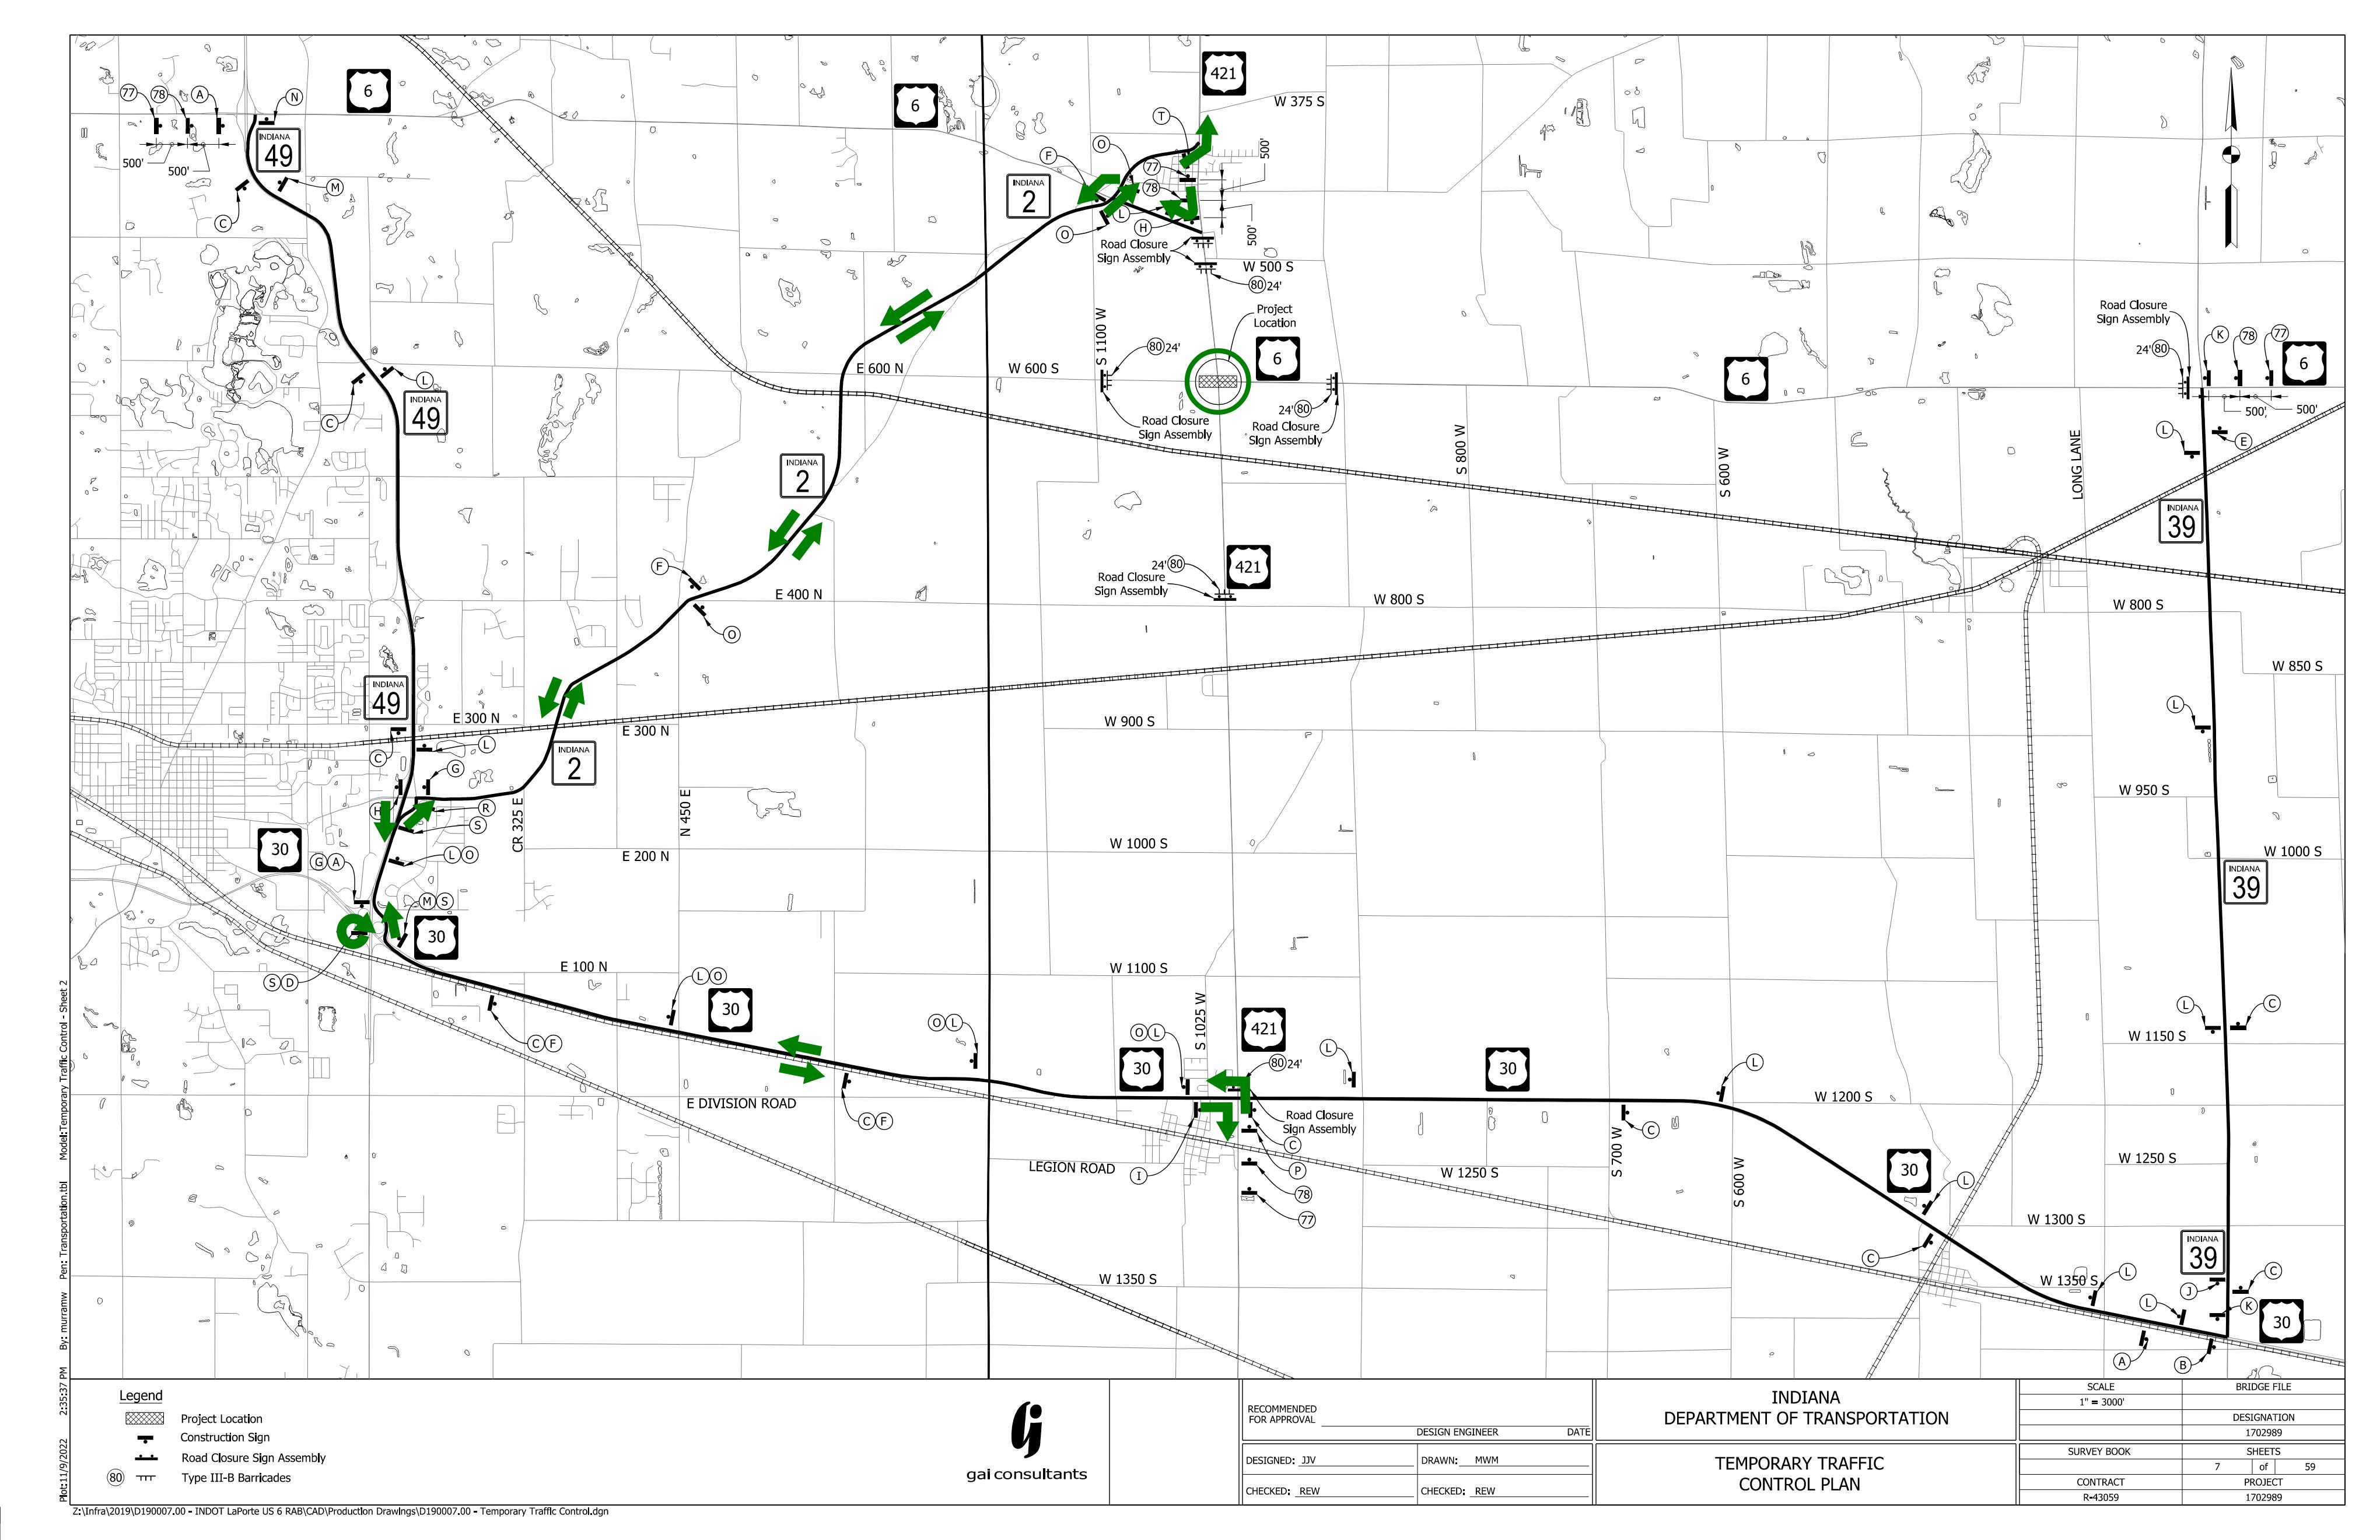 421
6
6
W 375 S
77
78
A
N
T
INDIANA
49
O
500'
500'
500'
F
77
INDIANA
2
78
M
L
C
H
O
500'
Road Closure
Sign Assembly
W 500 S
80 24'
Road Closure
Sign Assembly
Project
Location
S 1100 W
80 24'
K
78
77
24' 80
6
6
6
E 600 N
W 600 S
L
C
INDIANA
49
24' 80
500'
500'
Road Closure
Sign Assembly
Road Closure
Sign Assembly
L
E
S 800 W
S 600 W
LONG LANE
INDIANA
2
INDIANA
39
F
24' 80
421
Road Closure
Sign Assembly
E 400 N
W 800 S
W 800 S
O
W 850 S
INDIANA
49
L
E 300 N
E 300 N
W 900 S
C
L
INDIANA
2
G
H
R
S
CR 325 E
N 450 E
W 950 S
30
L O
E 200 N
W 1000 S
W 1000 S
G A
INDIANA
39
M S
30
E 100 N
W 1100 S
S D
L O
30
C F
O L
S 1025 W
421
L
C
O L
80 24'
L
L
30
30
W 1150 S
E DIVISION ROAD
C F
Road Closure
Sign Assembly
W 1200 S
C
C
S 700 W
LEGION ROAD
I
P
W 1250 S
W 1250 S
30
L
S 600 W
78
77
W 1300 S
INDIANA
39
C
W 1350 S
W 1350 S
L
C
J
L
K
30
A
B
Legend
Project Location
Construction Sign
Road Closure Sign Assembly
80 Type III-B Barricades
gai consultants
RECOMMENDED
FOR APPROVAL
DESIGN ENGINEER DATE
DESIGNED: JJV DRAWN: MWM
CHECKED: REW CHECKED: REW
INDIANA
DEPARTMENT OF TRANSPORTATION
TEMPORARY TRAFFIC
CONTROL PLAN
SCALE
1" = 3000'
BRIDGE FILE
DESIGNATION
1702989
SURVEY BOOK
SHEETS
7 of 59
CONTRACT
R-43059
PROJECT
1702989
Plot:11/9/2022 2:35:37 PM By: murramw Pen: Transportation.tbl Model:Temporary Traffic Control - Sheet 2
Z:\Infra\2019\D190007.00 - INDOT LaPorte US 6 RAB\CAD\Production Drawings\D190007.00 - Temporary Traffic Control.dgn